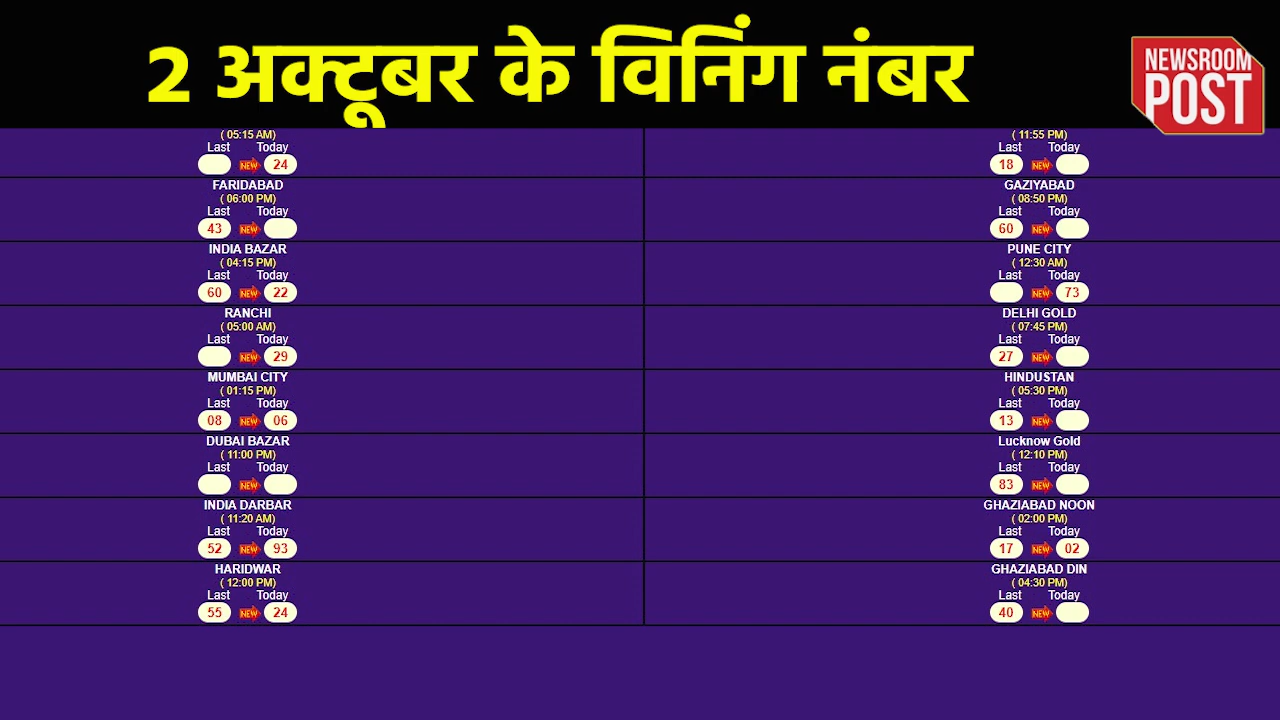 2 अक्टूबर के विनिंग नंबर
NEWSROOM
POST
( 05:15 AM)
Last Today
NEW 24
( 11:55 PM)
Last Today
18 NEW
FARIDABAD
( 06:00 PM)
Last Today
43 NEW
GAZIYABAD
( 08:50 PM)
Last Today
60 NEW
INDIA BAZAR
( 04:15 PM)
Last Today
60 NEW 22
PUNE CITY
( 12:30 AM)
Last Today
NEW 73
RANCHI
( 05:00 AM)
Last Today
NEW 29
DELHI GOLD
( 07:45 PM)
Last Today
27 NEW
MUMBAI CITY
( 01:15 PM)
Last Today
08 NEW 06
HINDUSTAN
( 05:30 PM)
Last Today
13 NEW
DUBAI BAZAR
( 11:00 PM)
Last Today
NEW
Lucknow Gold
( 12:10 PM)
Last Today
83 NEW
INDIA DARBAR
( 11:20 AM)
Last Today
52 NEW 93
GHAZIABAD NOON
( 02:00 PM)
Last Today
17 NEW 02
HARIDWAR
( 12:00 PM)
Last Today
55 NEW 24
GHAZIABAD DIN
( 04:30 PM)
Last Today
40 NEW